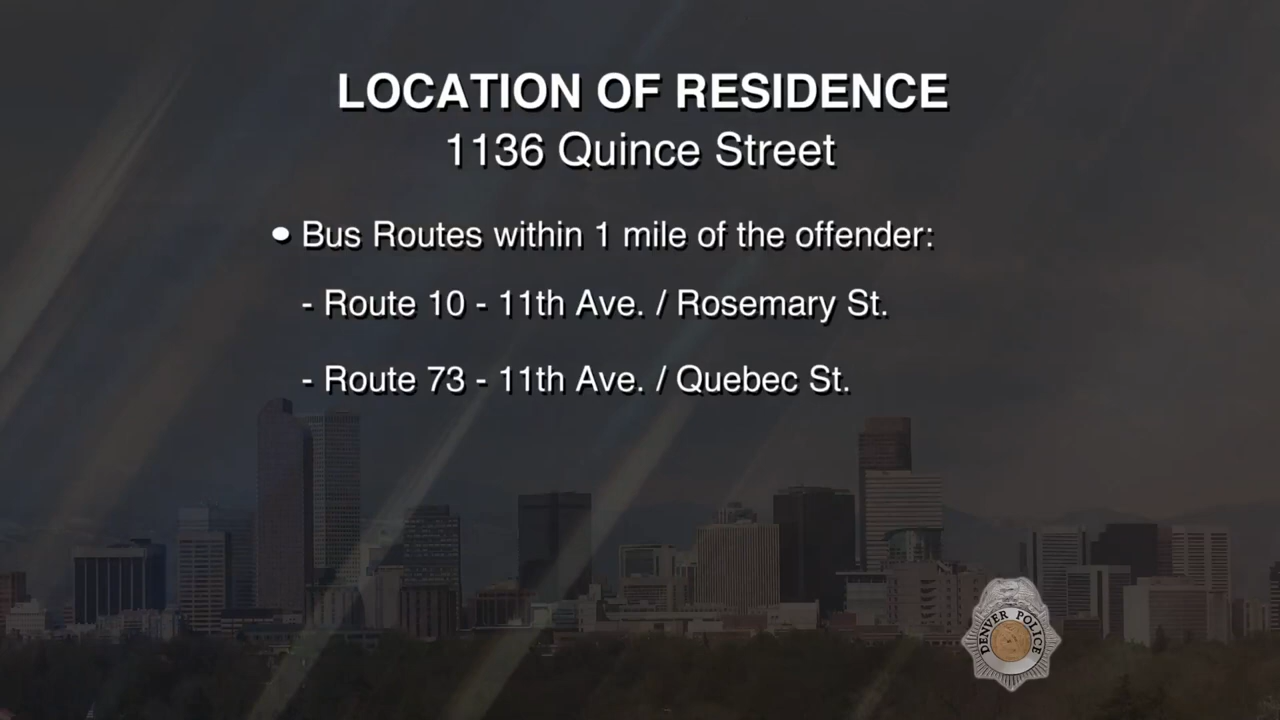 LOCATION OF RESIDENCE
1136 Quince Street
• Bus Routes within 1 mile of the offender:
- Route 10 - 11th Ave. / Rosemary St.
- Route 73 - 11th Ave. / Quebec St.
DENVER POLICE